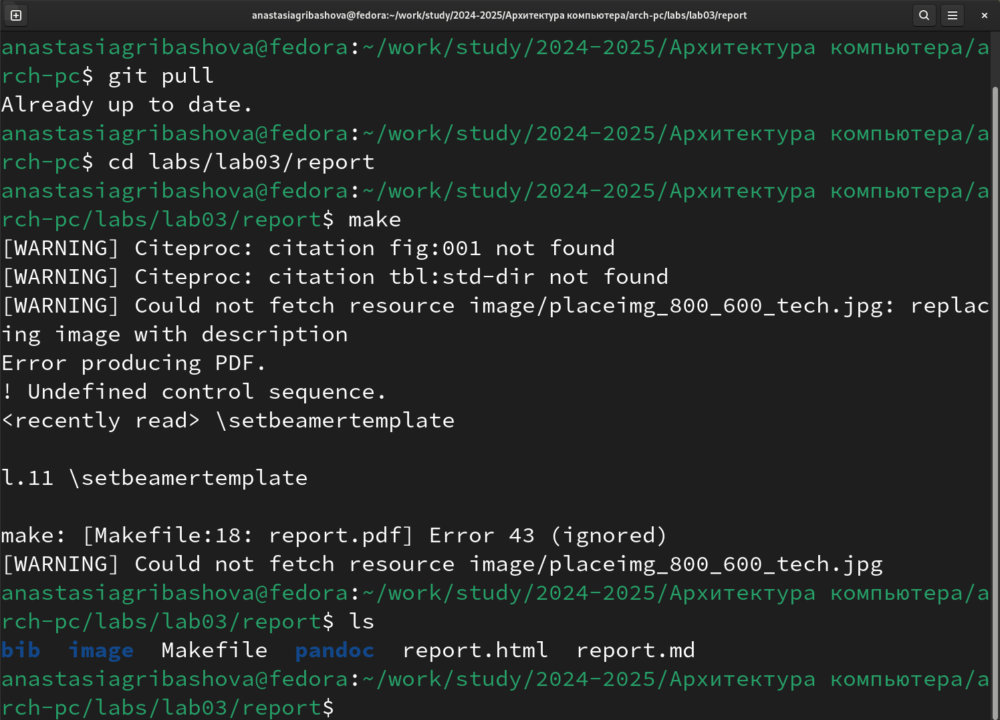 anastasiagribashova@fedora:~/work/study/2024-2025/Архитектура компьютера/arch-pc/labs/lab03/report
anastasiagribashova@fedora:~/work/study/2024-2025/Архитектура компьютера/a
rch-pc$ git pull
Already up to date.
anastasiagribashova@fedora:~/work/study/2024-2025/Архитектура компьютера/a
rch-pc$ cd labs/lab03/report
anastasiagribashova@fedora:~/work/study/2024-2025/Архитектура компьютера/a
rch-pc/labs/lab03/report$ make
[WARNING] Citeproc: citation fig:001 not found
[WARNING] Citeproc: citation tbl:std-dir not found
[WARNING] Could not fetch resource image/placeimg_800_600_tech.jpg: replac
ing image with description
Error producing PDF.
! Undefined control sequence.
<recently read> \setbeamertemplate
l.11 \setbeamertemplate
make: [Makefile:18: report.pdf] Error 43 (ignored)
[WARNING] Could not fetch resource image/placeimg_800_600_tech.jpg
anastasiagribashova@fedora:~/work/study/2024-2025/Архитектура компьютера/a
rch-pc/labs/lab03/report$ ls
bib  image  Makefile  pandoc  report.html  report.md
anastasiagribashova@fedora:~/work/study/2024-2025/Архитектура компьютера/a
rch-pc/labs/lab03/report$